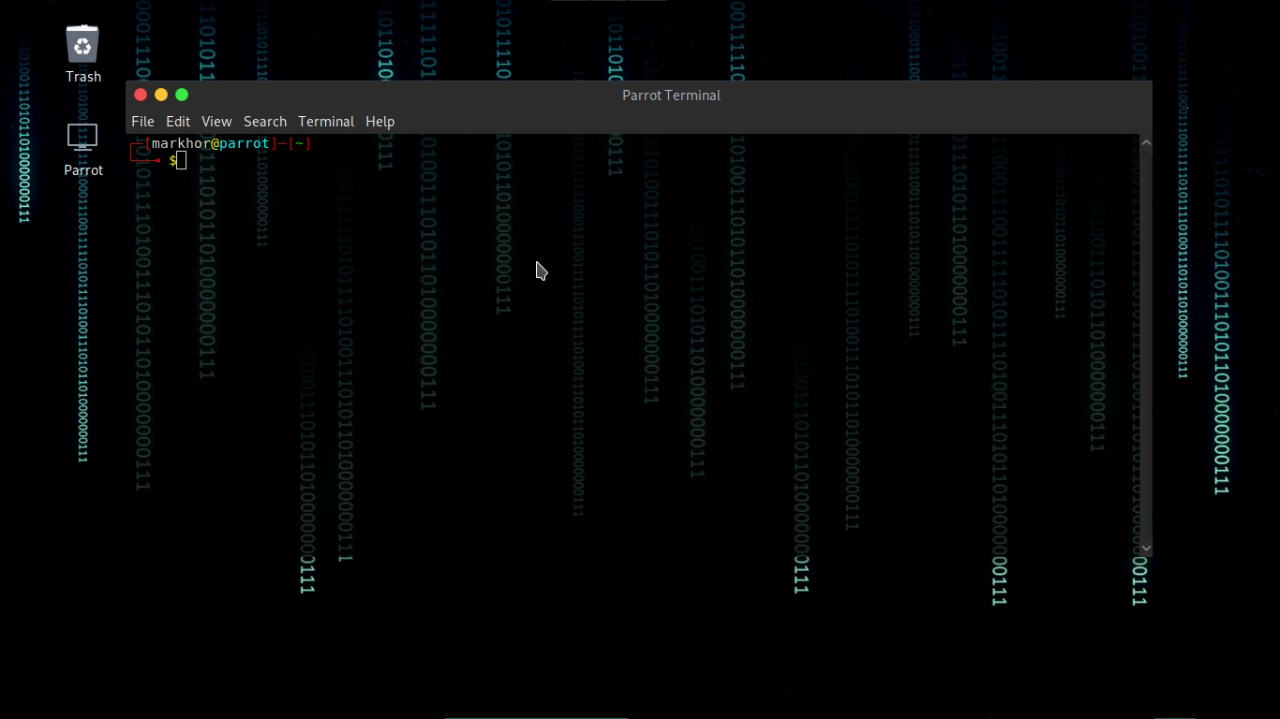 Trash
Parrot
Parrot Terminal
File Edit View Search Terminal Help
┌─[markhor@parrot]─[~]
└──╼ $